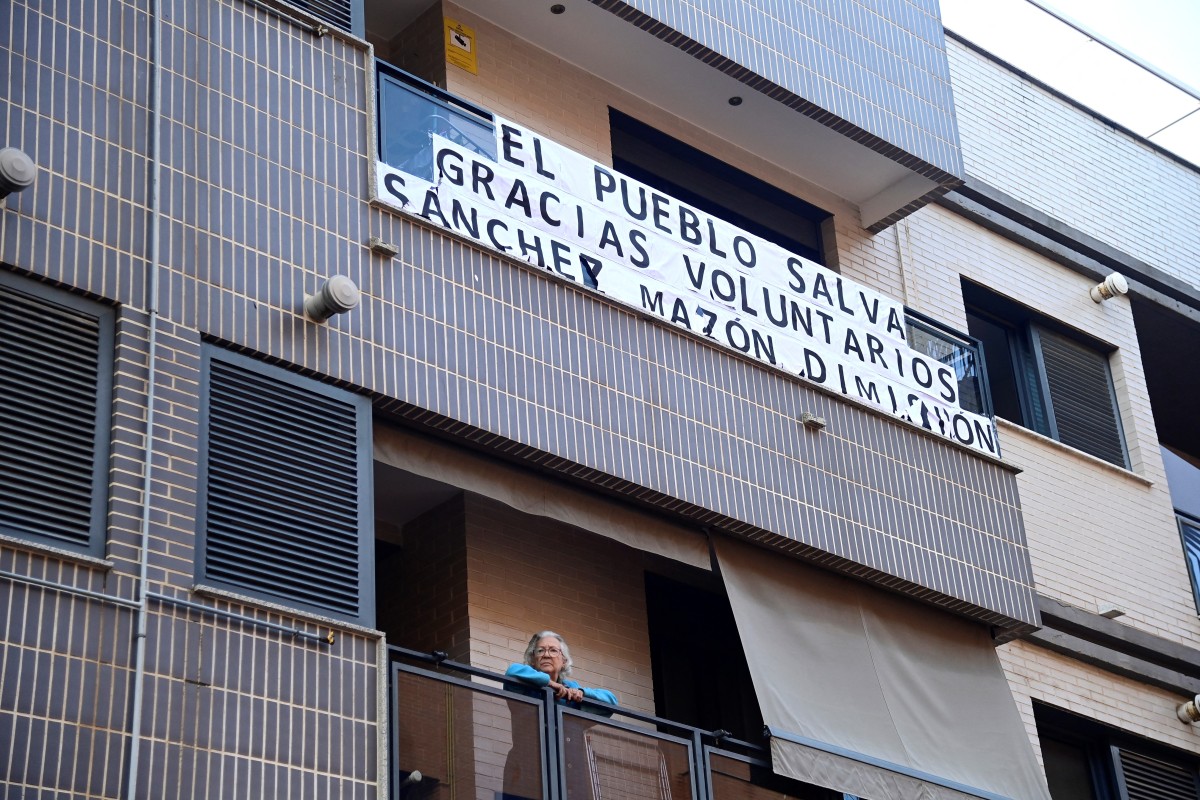 EL PUEBLO SALVA
GRACIAS VOLUNTARIOS
SÁNCHEZ MAZÓN DIMISIÓN